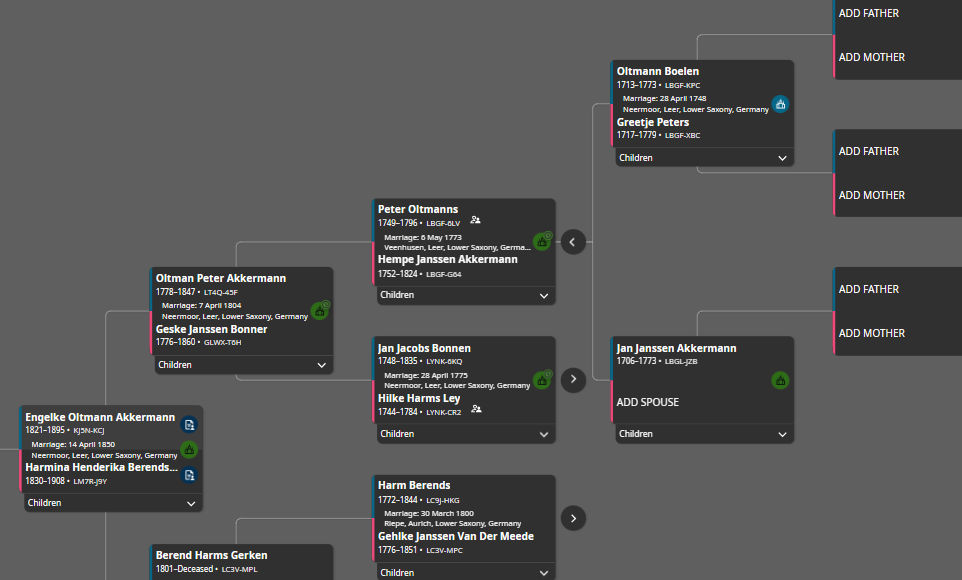 ADD FATHER
ADD MOTHER
Oltmann Boelen
1713–1773 • LBGF-KPC
Marriage: 28 April 1748
Neermoor, Leer, Lower Saxony, Germany
Greetje Peters
1717–1779 • LBGF-XBC
Children
ADD FATHER
ADD MOTHER
Peter Oltmanns
1749–1796 • LBGF-6LV
Marriage: 6 May 1773
Veenhusen, Leer, Lower Saxony, Germa...
Hempe Janssen Akkermann
1752–1824 • LBGF-G64
Children
Oltman Peter Akkermann
1778–1847 • LT4Q-45F
Marriage: 7 April 1804
Neermoor, Leer, Lower Saxony, Germany
Geske Janssen Bonner
1776–1860 • GLWX-T6H
Children
ADD FATHER
ADD MOTHER
Jan Jacobs Bonnen
1748–1835 • LYNK-6KQ
Marriage: 28 April 1775
Neermoor, Leer, Lower Saxony, Germany
Hilke Harms Ley
1744–1784 • LYNK-CR2
Children
Jan Janssen Akkermann
1706–1773 • LBGL-JZB
ADD SPOUSE
Children
Engelke Oltmann Akkermann
1821–1895 • KJ5N-KCJ
Marriage: 14 April 1850
Neermoor, Leer, Lower Saxony, Germany
Harmina Henderika Berends...
1830–1908 • LM7R-J9Y
Children
Harm Berends
1772–1844 • LC9J-HKG
Marriage: 30 March 1800
Riepe, Aurich, Lower Saxony, Germany
Gehlke Janssen Van Der Meede
1776–1851 • LC3V-MPC
Children
Berend Harms Gerken
1801–Deceased • LC3V-MPL